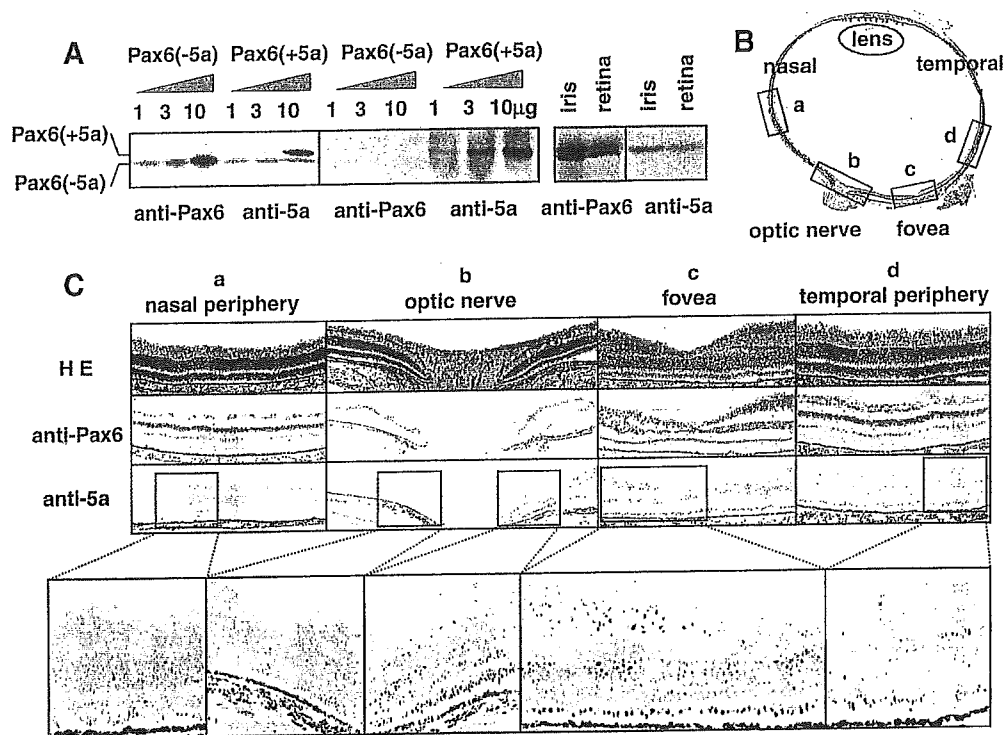 A
Pax6(-5a) Pax6(+5a) Pax6(-5a) Pax6(+5a)
1 3 10 1 3 10 1 3 10 1 3 10µg
iris retina iris retina
Pax6(+5a)
Pax6(-5a)
anti-Pax6 anti-5a anti-Pax6 anti-5a anti-Pax6 anti-5a
B
lens
nasal temporal
a
b
c
d
optic nerve fovea
C
a b c d
nasal periphery optic nerve fovea temporal periphery
H E
anti-Pax6
anti-5a